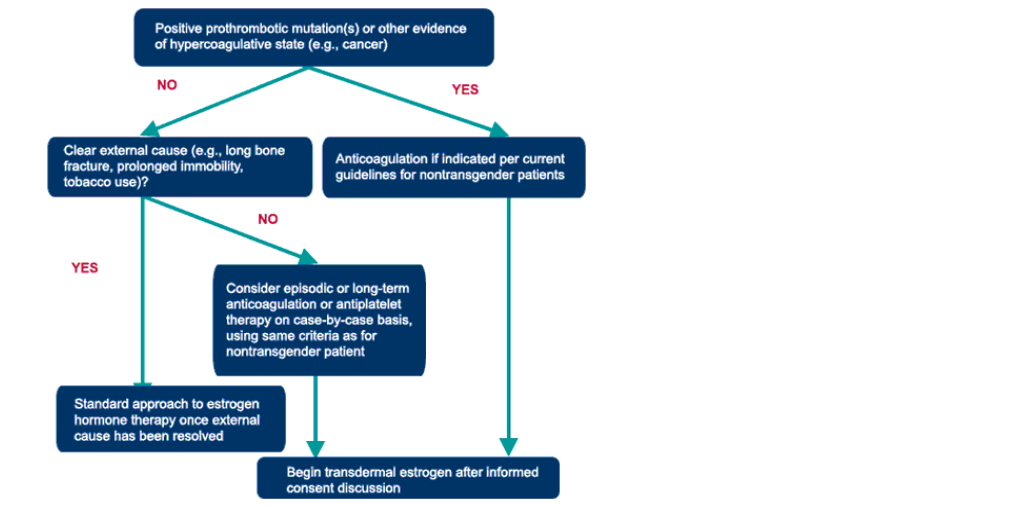 Positive prothrombotic mutation(s) or other evidence
of hypercoagulative state (e.g., cancer)
NO
YES
Clear external cause (e.g., long bone
fracture, prolonged immobility,
tobacco use)?
Anticoagulation if indicated per current
guidelines for nontransgender patients
NO
YES
Consider episodic or long-term
anticoagulation or antiplatelet
therapy on case-by-case basis,
using same criteria as for
nontransgender patient
Standard approach to estrogen
hormone therapy once external
cause has been resolved
Begin transdermal estrogen after informed
consent discussion